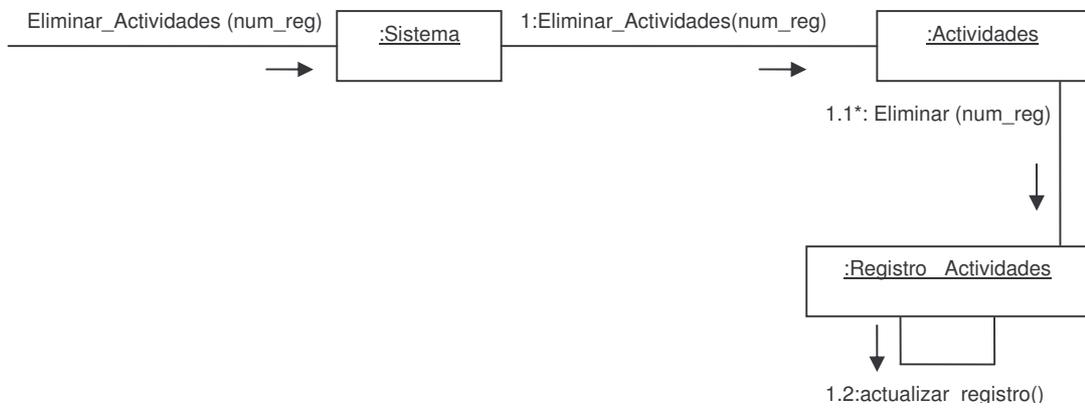 Eliminar_Actividades (num_reg)
:Sistema
1:Eliminar_Actividades(num_reg)
:Actividades
1.1*: Eliminar (num_reg)
:Registro_Actividades
1.2:actualizar_registro()